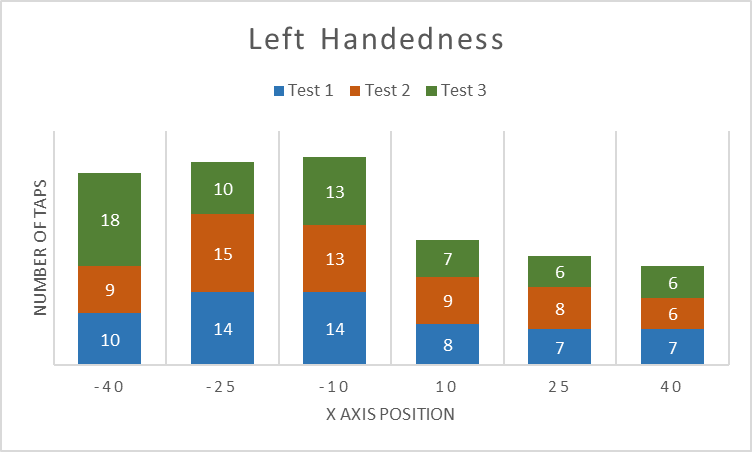 Left Handedness
Test 1 Test 2 Test 3
NUMBER OF TAPS
18 10 13 7 6 6
9 15 13 9 8 6
10 14 14 8 7 7
-40 -25 -10 10 25 40
X AXIS POSITION